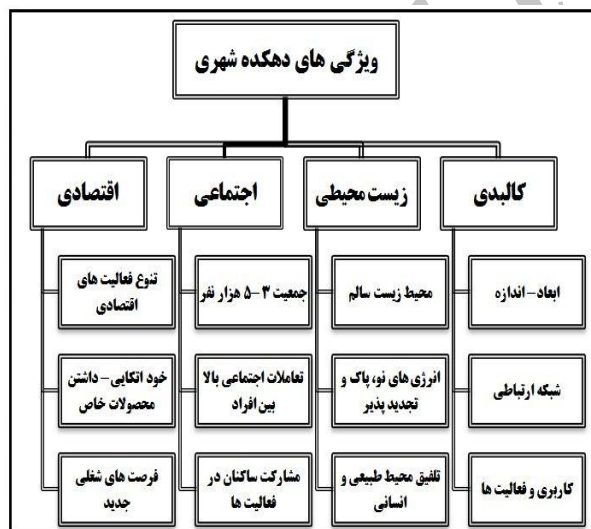 ویژگی های دهکده شهری
کالبدی
زیست محیطی
اجتماعی
اقتصادی
ابعاد- اندازه
محیط زیست سالم
جمعیت ۳ -۵ هزار نفر
تنوع فعالیت های
اقتصادی
شبکه ارتباطی
انرژی های نو، پاک و
تجدید پذیر
تعاملات اجتماعی بالا
بین افراد
خود اتکایی- داشتن
محصولات خاص
کاربری و فعالیت ها
تلفیق محیط طبیعی و
انسانی
مشارکت ساکنان در
فعالیت ها
فرصت های شغلی
جدید